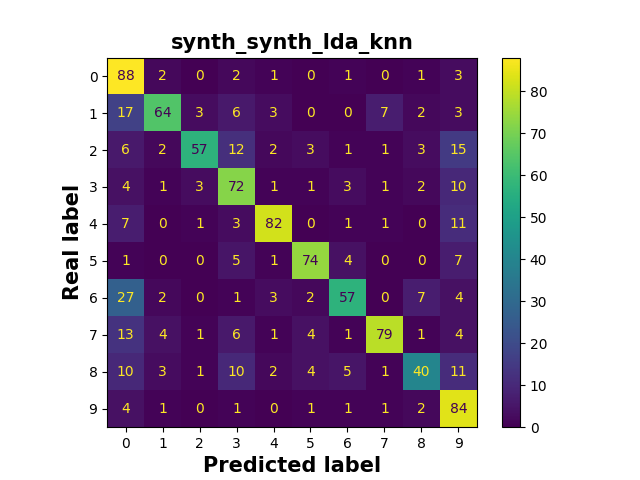 synth_synth_lda_knn
Real label
0 88 2 0 2 1 0 1 0 1 3
1 17 64 3 6 3 0 0 7 2 3
2 6 2 57 12 2 3 1 1 3 15
3 4 1 3 72 1 1 3 1 2 10
4 7 0 1 3 82 0 1 1 0 11
5 1 0 0 5 1 74 4 0 0 7
6 27 2 0 1 3 2 57 0 7 4
7 13 4 1 6 1 4 1 79 1 4
8 10 3 1 10 2 4 5 1 40 11
9 4 1 0 1 0 1 1 1 2 84
0 1 2 3 4 5 6 7 8 9
Predicted label
80
70
60
50
40
30
20
10
0